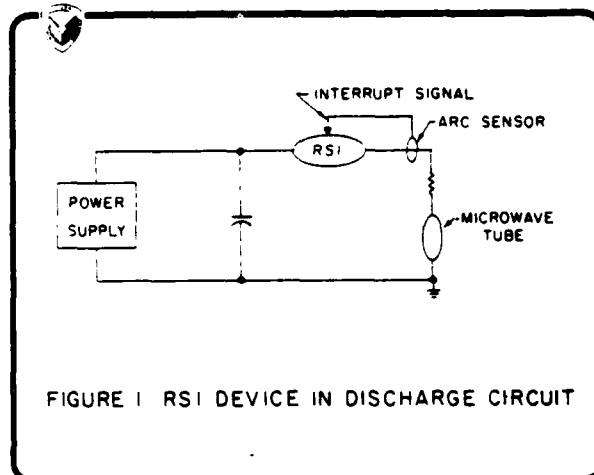 INTERRUPT SIGNAL
ARC SENSOR
RSI
POWER
SUPPLY
MICROWAVE
TUBE
FIGURE 1 RSI DEVICE IN DISCHARGE CIRCUIT